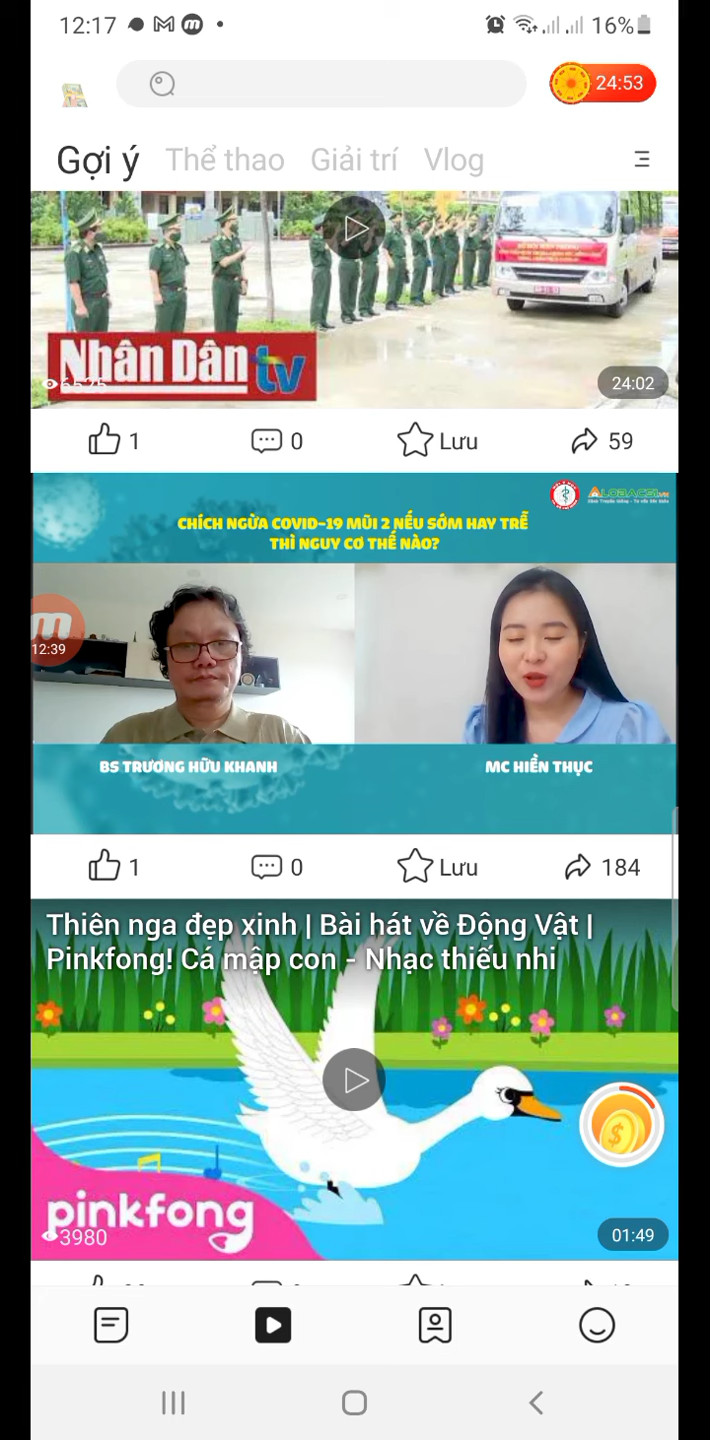 12:17
16%
24:53
Gợi ý Thể thao Giải trí Vlog
Nhân Dân tv
6525
24:02
1 0 Lưu 59
ALOBACSI.VN
CHÍCH NGỪA COVID-19 MŨI 2 NẾU SỚM HAY TRỄ
THÌ NGUY CƠ THẾ NÀO?
12:39
BS TRƯƠNG HỮU KHANH
MC HIỀN THỤC
1 0 Lưu 184
Thiên nga đẹp xinh | Bài hát về Động Vật |
Pinkfong! Cá mập con - Nhạc thiếu nhi
pinkfong
3980
01:49